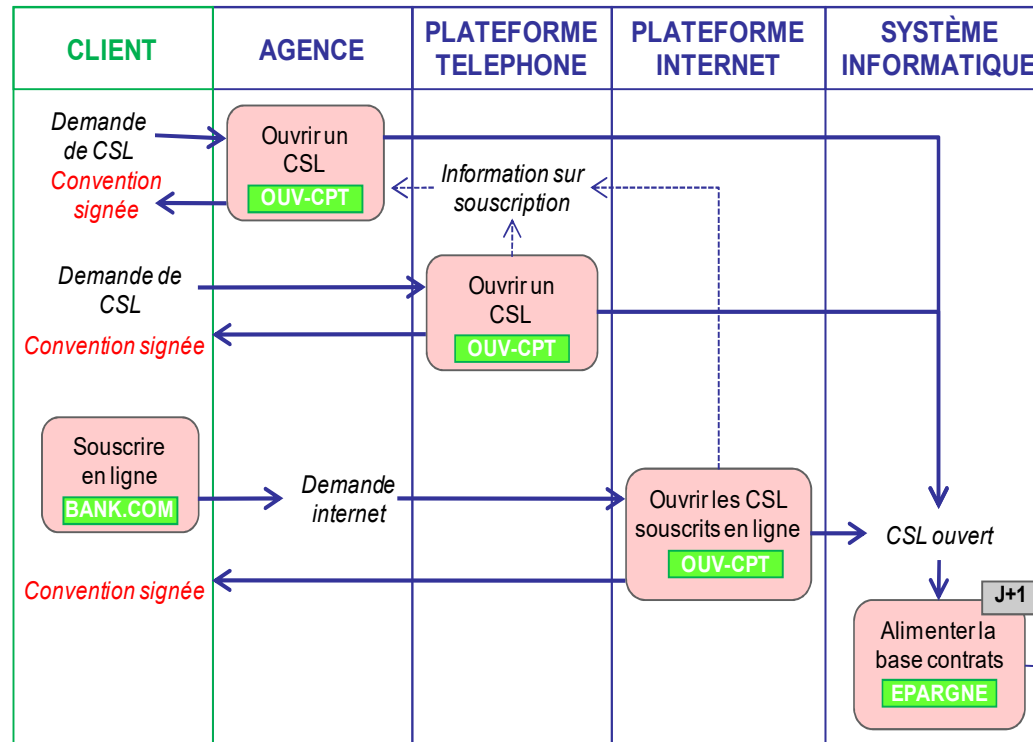 CLIENT
AGENCE
PLATEFORME
TELEPHONE
PLATEFORME
INTERNET
SYSTÈME
INFORMATIQUE
Demande
de CSL
Convention
signée
Ouvrir un
CSL
OUV-CPT
Information sur
souscription
Demande de
CSL
Convention signée
Ouvrir un
CSL
OUV-CPT
Souscrire
en ligne
BANK.COM
Demande
internet
Ouvrir les CSL
souscrits en ligne
OUV-CPT
CSL ouvert
Convention signée
J+1
Alimenter la
base contrats
EPARGNE